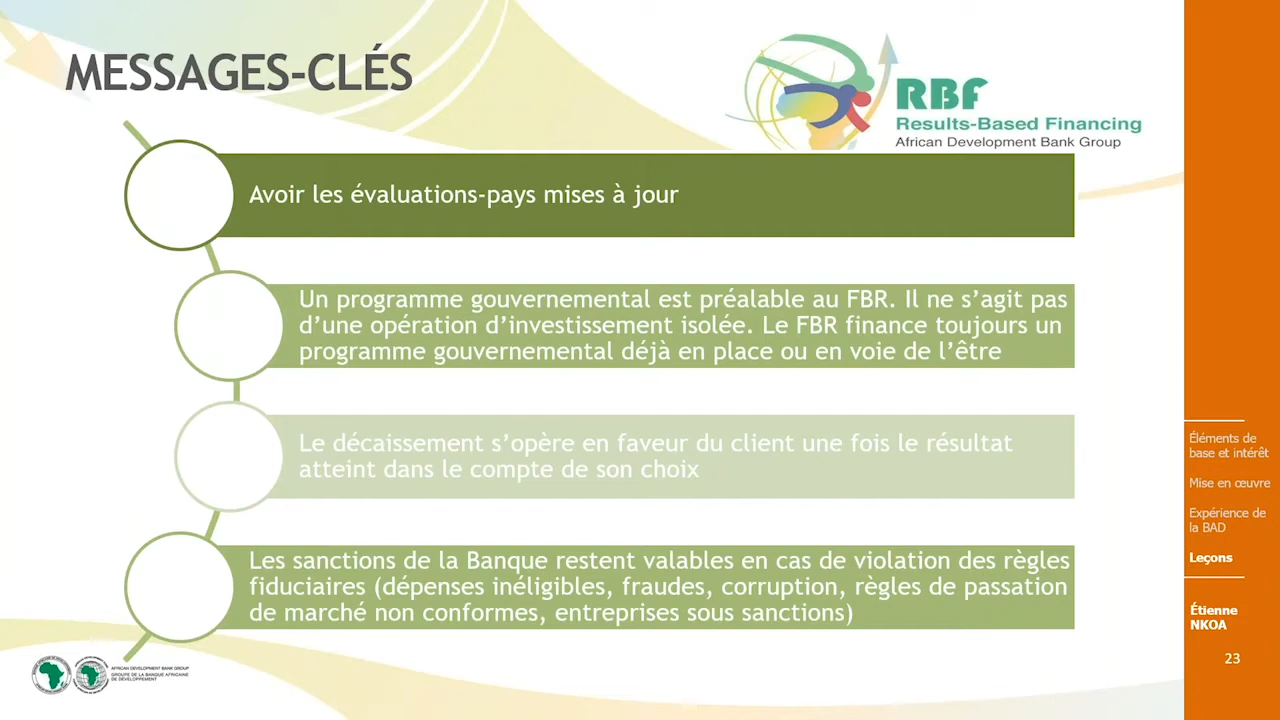 MESSAGES-CLÉS
RBF
Results-Based Financing
African Development Bank Group
Avoir les évaluations-pays mises à jour
Un programme gouvernemental est préalable au FBR. Il ne s’agit pas
d’une opération d’investissement isolée. Le FBR finance toujours un
programme gouvernemental déjà en place ou en voie de l’être
Le décaissement s’opère en faveur du client une fois le résultat
atteint dans le compte de son choix
Les sanctions de la Banque restent valables en cas de violation des règles
fiduciaires (dépenses inéligibles, fraudes, corruption, règles de passation
de marché non conformes, entreprises sous sanctions)
Éléments de
base et intérêt
Mise en œuvre
Expérience de
la BAD
Leçons
Étienne
NKOA
23
AFRICAN DEVELOPMENT BANK GROUP
GROUPE DE LA BANQUE AFRICAINE
DE DÉVELOPPEMENT